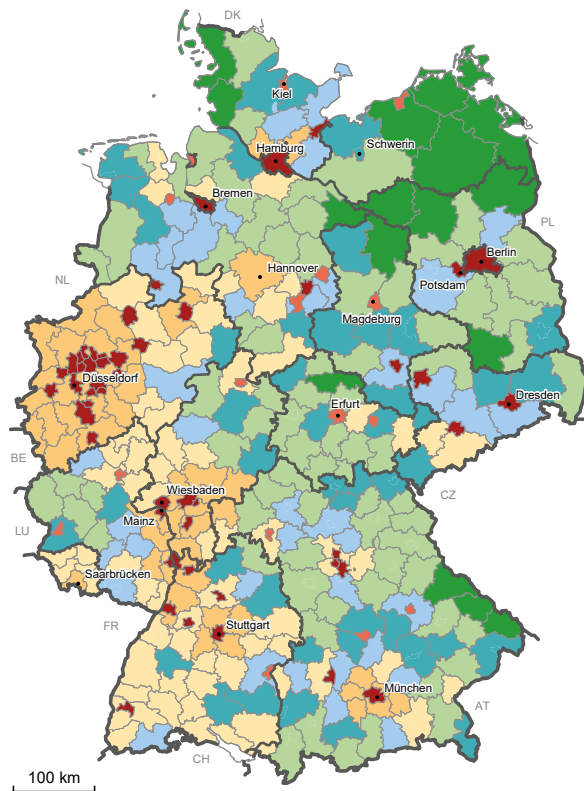 DK
Kiel
Schwerin
Hamburg
Bremen
PL
Berlin
Hannover
NL
Potsdam
Magdeburg
Düsseldorf
Dresden
Erfurt
BE
Wiesbaden
CZ
Mainz
LU
Saarbrücken
FR
Stuttgart
München
AT
CH
100 km